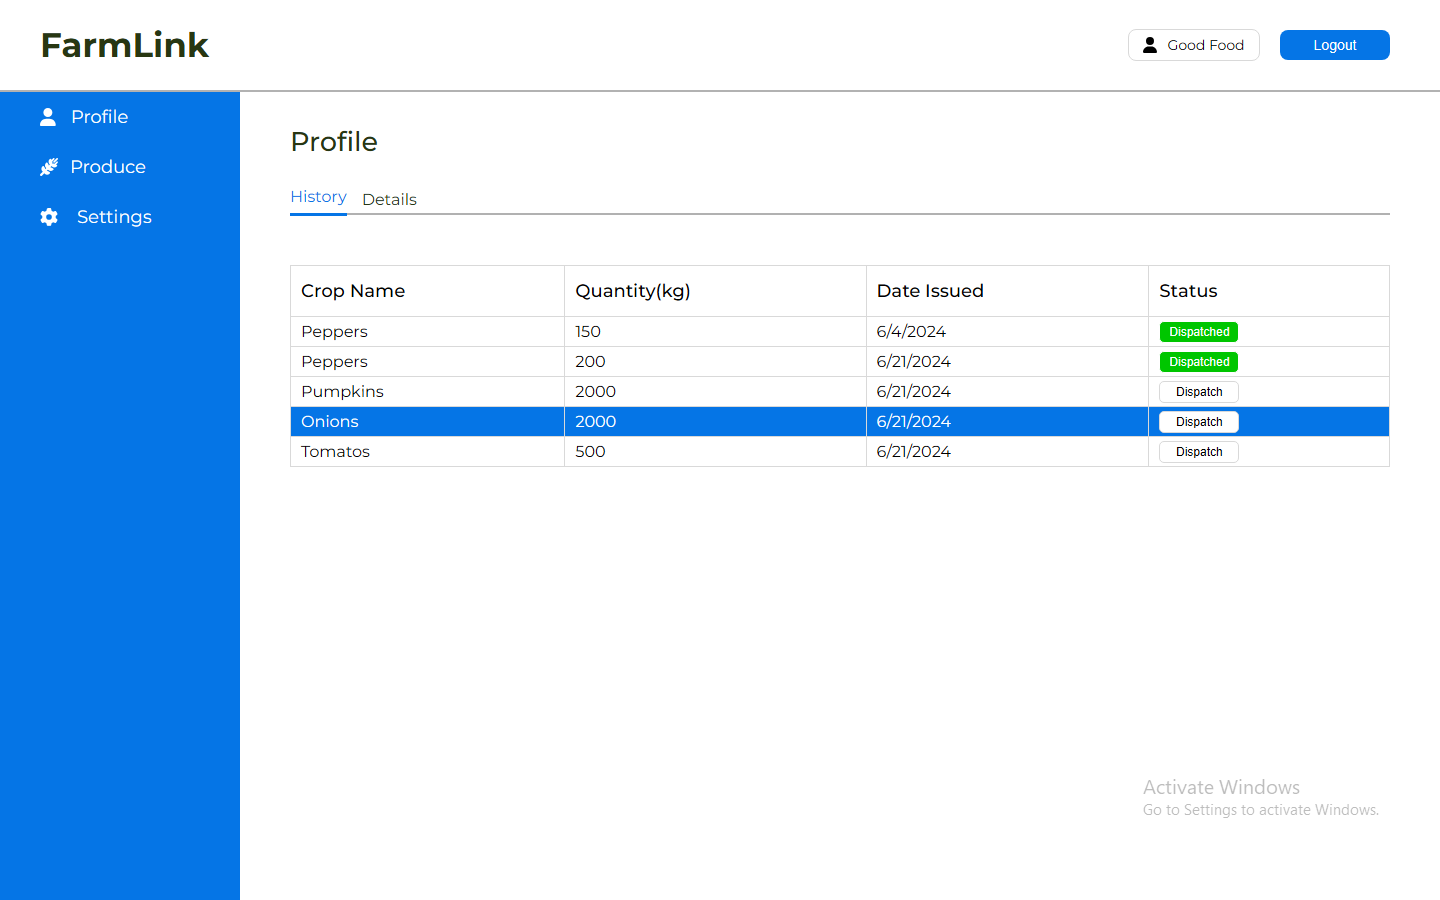 FarmLink
Good Food
Logout
Profile
Produce
Settings
Profile
History Details
Crop Name Quantity(kg) Date Issued Status
Peppers 150 6/4/2024 Dispatched
Peppers 200 6/21/2024 Dispatched
Pumpkins 2000 6/21/2024 Dispatch
Onions 2000 6/21/2024 Dispatch
Tomatos 500 6/21/2024 Dispatch
Activate Windows
Go to Settings to activate Windows.